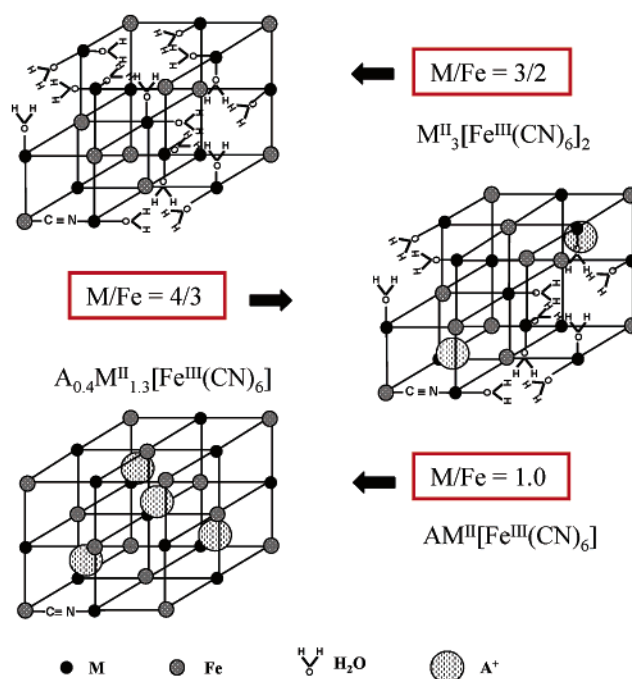 M/Fe = 3/2
M^II_3[Fe^III(CN)_6]_2
C≡N
M/Fe = 4/3
A_0.4M^II_1.3[Fe^III(CN)_6]
C≡N
M/Fe = 1.0
AM^II[Fe^III(CN)_6]
C≡N
M Fe H H O H_2O A^+